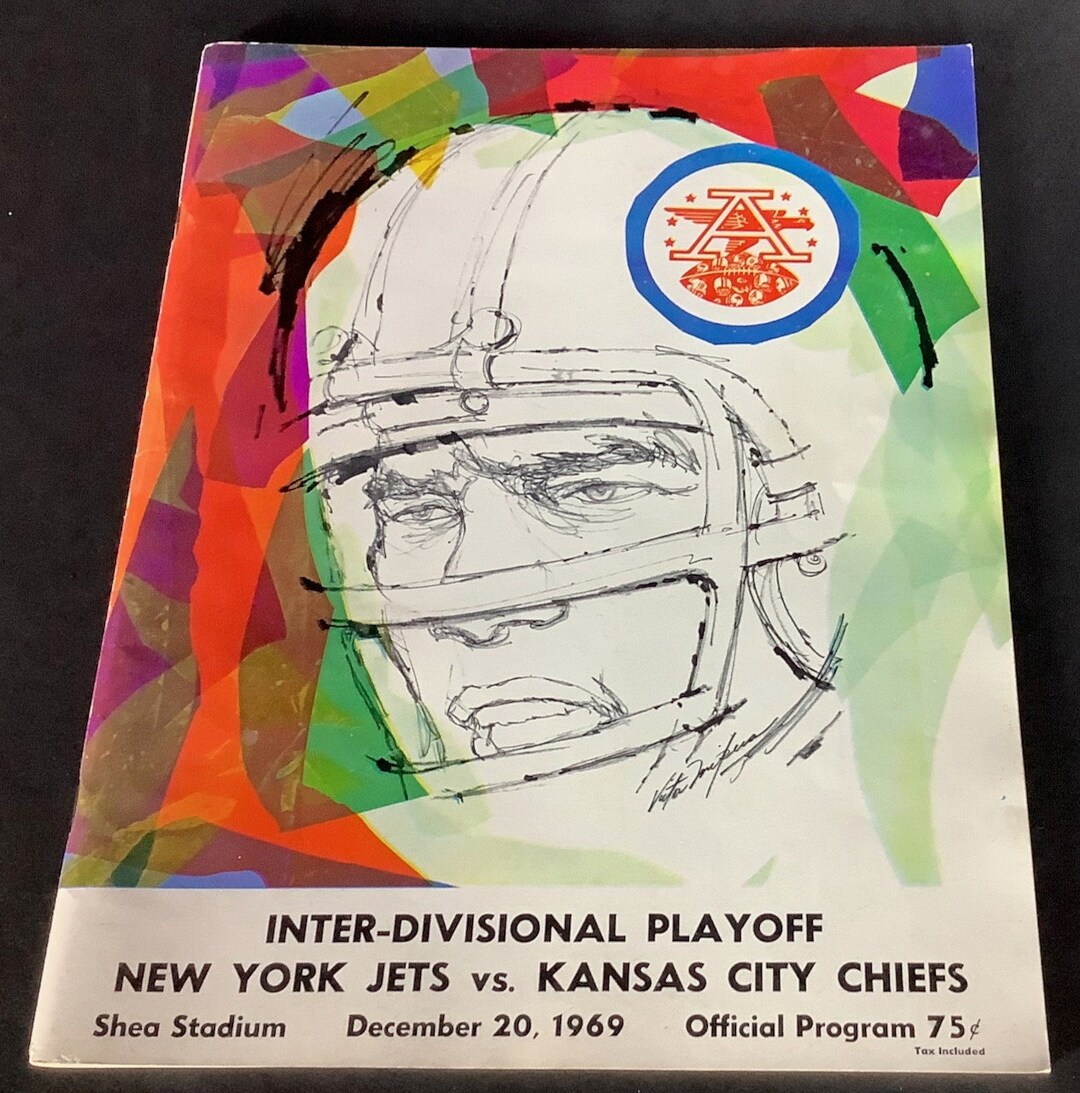 A
Victor
INTER-DIVISIONAL PLAYOFF
NEW YORK JETS vs. KANSAS CITY CHIEFS
Shea Stadium December 20, 1969 Official Program 75¢
Tax Included